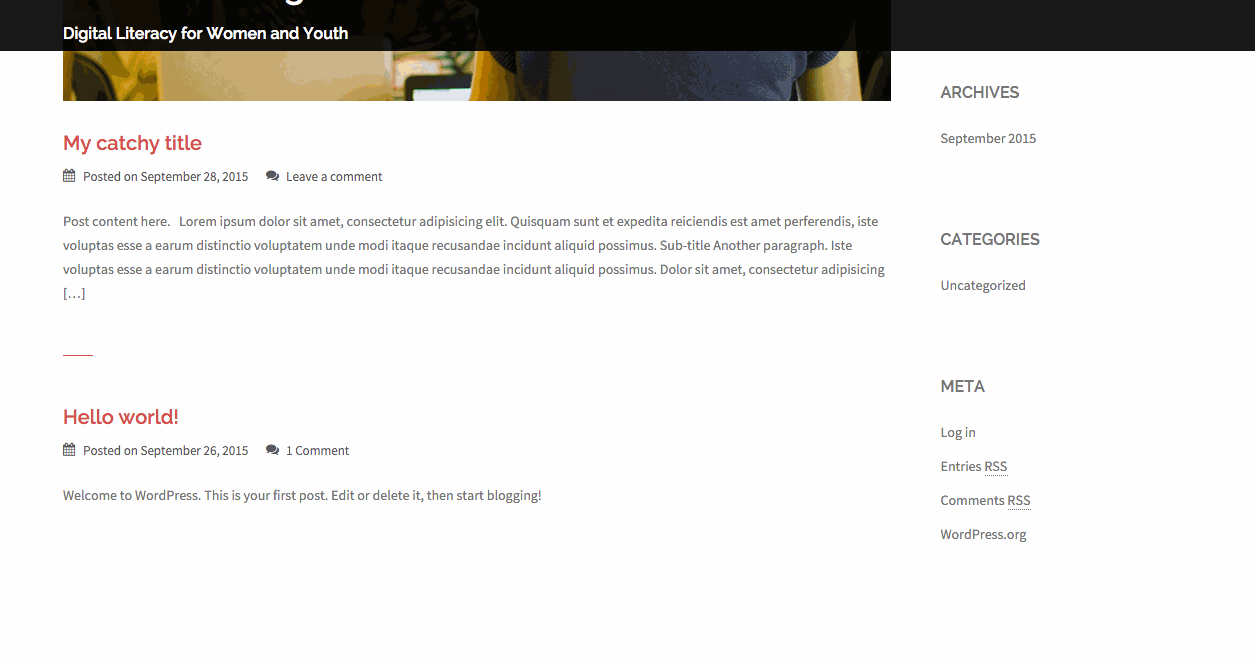 Digital Literacy for Women and Youth
My catchy title
Posted on September 28, 2015 Leave a comment
Post content here. Lorem ipsum dolor sit amet, consectetur adipisicing elit. Quisquam sunt et expedita reiciendis est amet perferendis, iste
voluptas esse a earum distinctio voluptatem unde modi itaque recusandae incidunt aliquid possimus. Sub-title Another paragraph. Iste
voluptas esse a earum distinctio voluptatem unde modi itaque recusandae incidunt aliquid possimus. Dolor sit amet, consectetur adipisicing
[…]
Hello world!
Posted on September 26, 2015 1 Comment
Welcome to WordPress. This is your first post. Edit or delete it, then start blogging!
ARCHIVES
September 2015
CATEGORIES
Uncategorized
META
Log in
Entries RSS
Comments RSS
WordPress.org